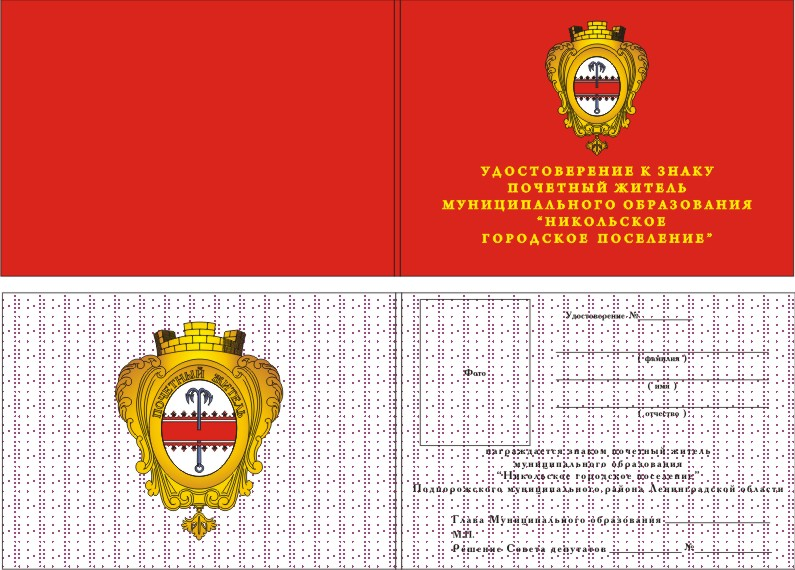 УДОСТОВЕРЕНИЕ К ЗНАКУ
ПОЧЕТНЫЙ ЖИТЕЛЬ
МУНИЦИПАЛЬНОГО ОБРАЗОВАНИЯ
“НИКОЛЬСКОЕ
ГОРОДСКОЕ ПОСЕЛЕНИЕ”
ПОЧЕТНЫЙ ЖИТЕЛЬ
Фото
Удостоверение №
( фамилия )
( имя )
( отчество )
награждается знаком почетный житель
муниципального образования
“Никольское городское поселение”
Подпорожского муниципального района Ленинградской области
Глава Муниципального образования
М.П.
Решение Совета депутатов №